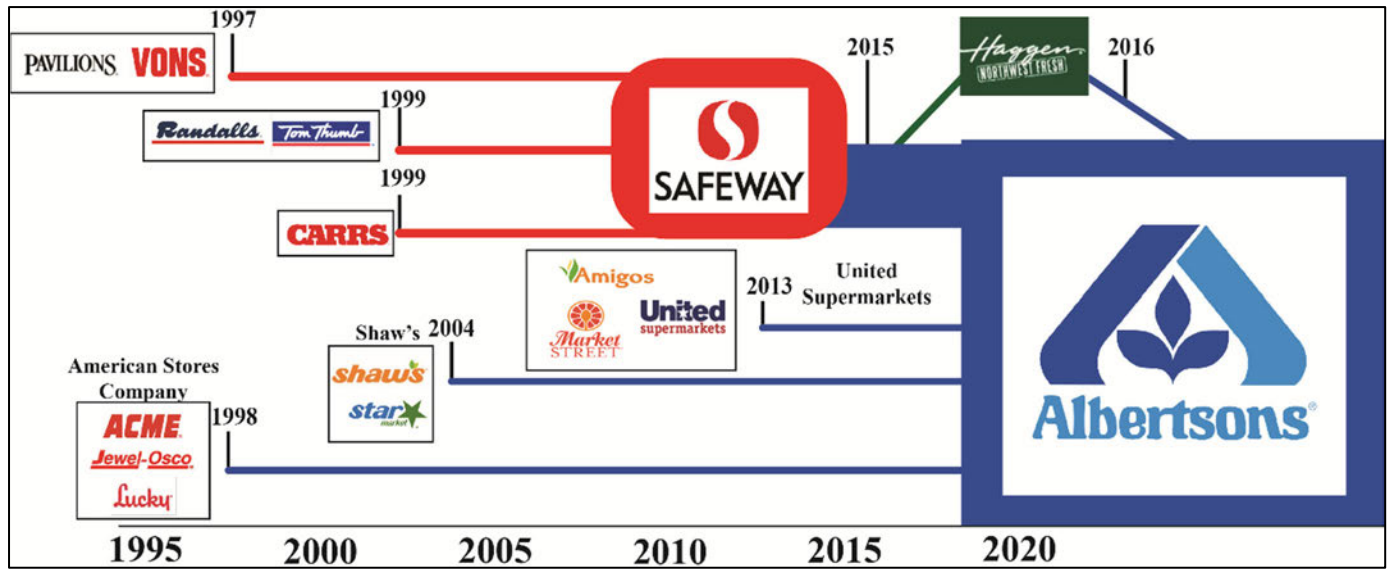 1997
PAVILIONS. VONS.
1999
Randalls. Tom Thumb
1999
CARRS
SAFEWAY
2015
Haggen
NORTHWEST FRESH
2016
Amigos
Market
STREET
United
supermarkets
2013
United
Supermarkets
Shaw's 2004
shaw's
star
market
American Stores
Company
1998
ACME
Jewel-Osco
Lucky
Albertsons®
1995 2000 2005 2010 2015 2020